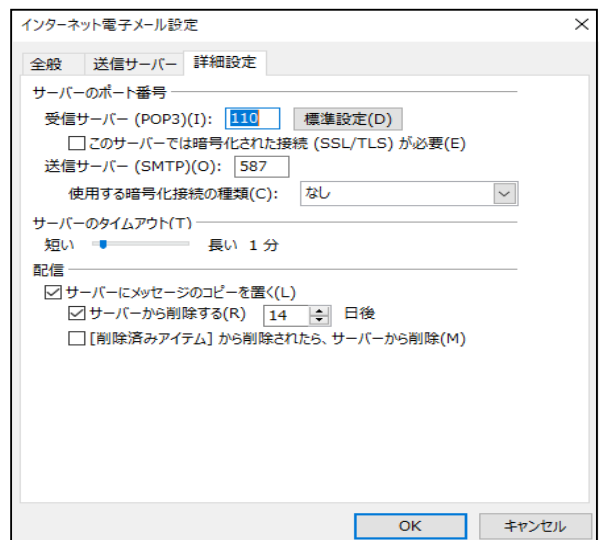 インターネット電子メール設定
全般 送信サーバー 詳細設定
サーバーのポート番号
受信サーバー (POP3)(I): 110 標準設定(D)
このサーバーでは暗号化された接続 (SSL/TLS) が必要(E)
送信サーバー (SMTP)(O): 587
使用する暗号化接続の種類(C): なし
サーバーのタイムアウト(T)
短い 長い 1 分
配信
サーバーにメッセージのコピーを置く(L)
サーバーから削除する(R) 14 日後
[削除済みアイテム] から削除されたら、サーバーから削除(M)
OK キャンセル